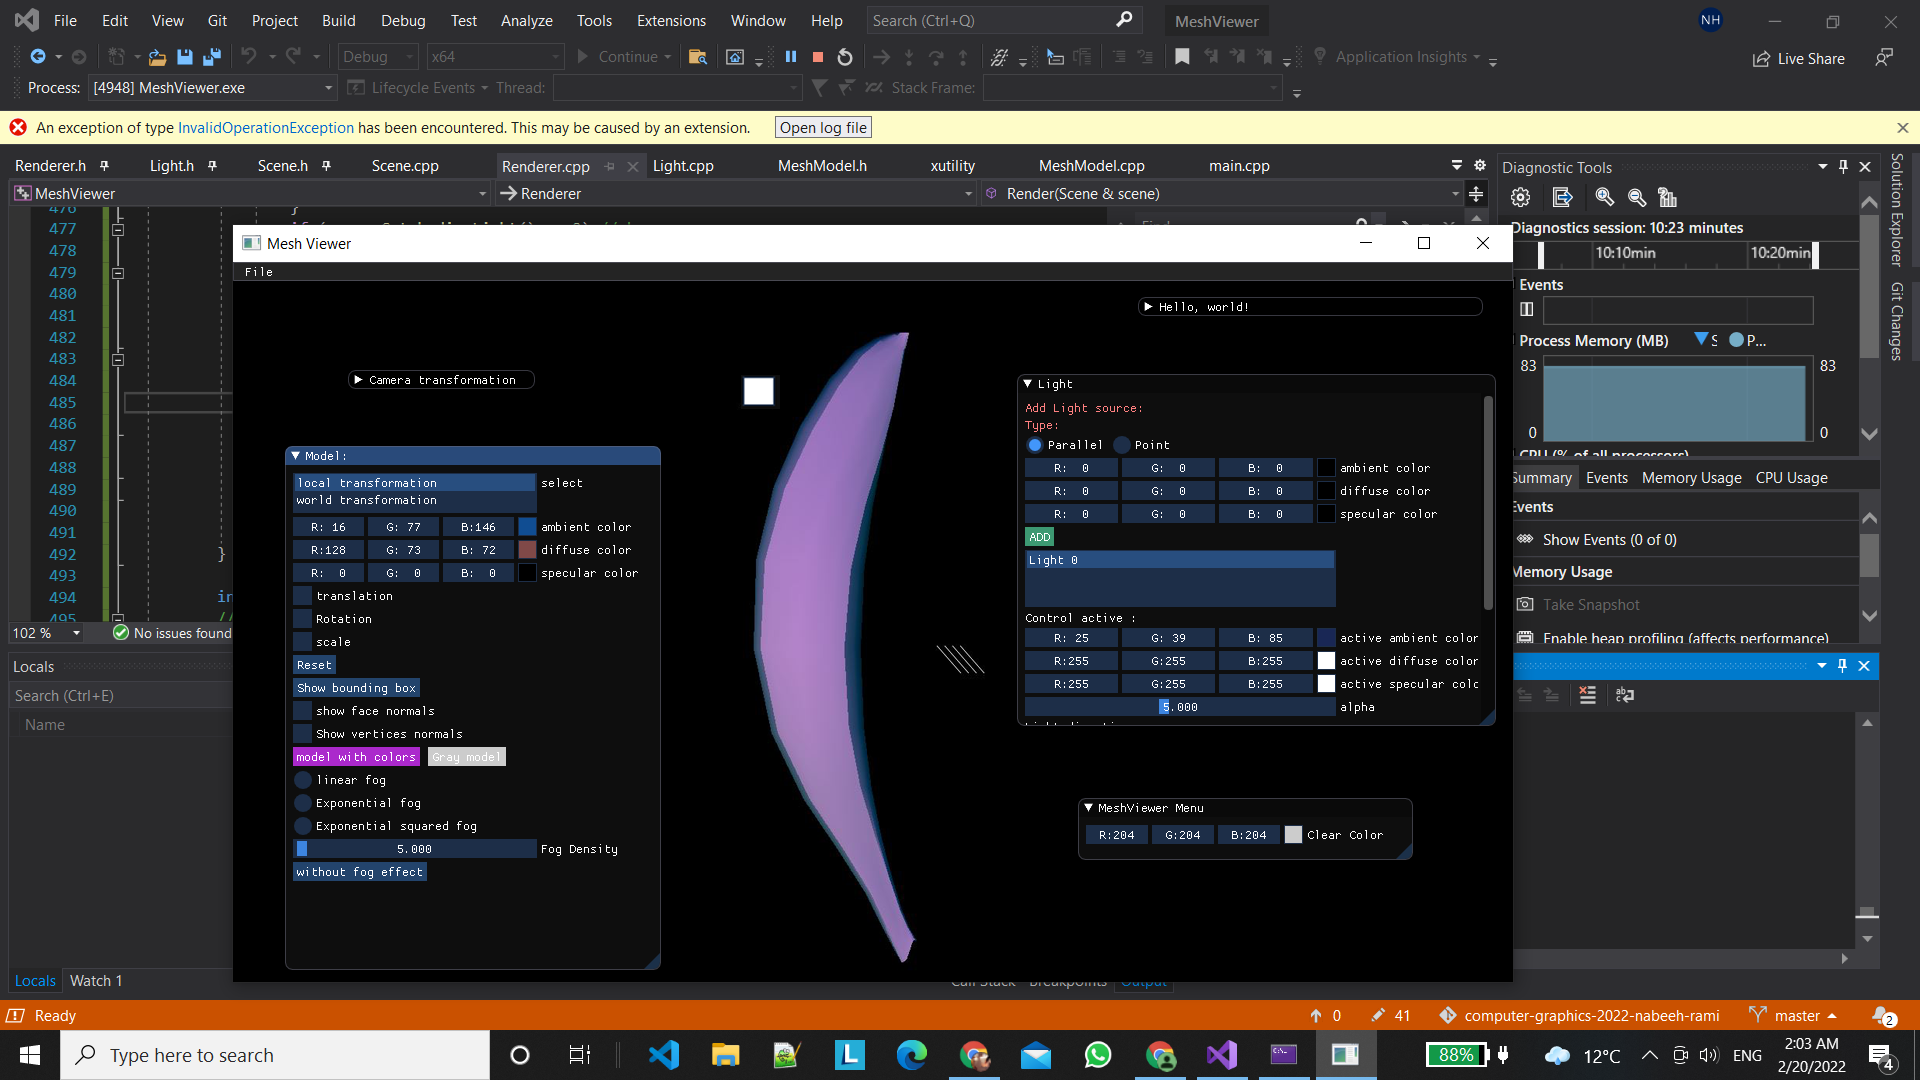 File Edit View Git Project Build Debug Test Analyze Tools Extensions Window Help Search (Ctrl+Q) MeshViewer NH
Debug x64 Continue Application Insights Live Share
Process: [4948] MeshViewer.exe Lifecycle Events Thread: Stack Frame:
An exception of type InvalidOperationException has been encountered. This may be caused by an extension. Open log file
Renderer.h Light.h Scene.h Scene.cpp Renderer.cpp Light.cpp MeshModel.h xutility MeshModel.cpp main.cpp
MeshViewer Renderer Render(Scene & scene)
476
477
478
479
480
481
482
483
484
485
486
487
488
489
490
491
492 }
493
494 in
495 //
102 % No issues found
Locals
Search (Ctrl+E)
Name
Locals Watch 1
Mesh Viewer
File
Hello, world!
Camera transformation
Model:
local transformation select
world transformation
R: 16 G: 77 B:146 ambient color
R:128 G: 73 B: 72 diffuse color
R: 0 G: 0 B: 0 specular color
translation
Rotation
scale
Reset
Show bounding box
show face normals
Show vertices normals
model with colors Gray model
linear fog
Exponential fog
Exponential squared fog
5.000 Fog Density
without fog effect
Light
Add Light source:
Type:
Parallel Point
R: 0 G: 0 B: 0 ambient color
R: 0 G: 0 B: 0 diffuse color
R: 0 G: 0 B: 0 specular color
ADD
Light 0
Control active :
R: 25 G: 39 B: 85 active ambient color
R:255 G:255 B:255 active diffuse color
R:255 G:255 B:255 active specular colo
5.000 alpha
MeshViewer Menu
R:204 G:204 B:204 Clear Color
Diagnostic Tools
Diagnostics session: 10:23 minutes
10:10min 10:20min
Events
Process Memory (MB) S P...
83 83
0 0
CPU (% of all processors)
Summary Events Memory Usage CPU Usage
Events
Show Events (0 of 0)
Memory Usage
Take Snapshot
Enable heap profiling (affects performance)
Solution Explorer
Git Changes
Call Stack Breakpoints Output
Ready 0 41 computer-graphics-2022-nabeeh-rami master 2
Type here to search 88% 12°C ENG 2:03 AM
2/20/2022 4